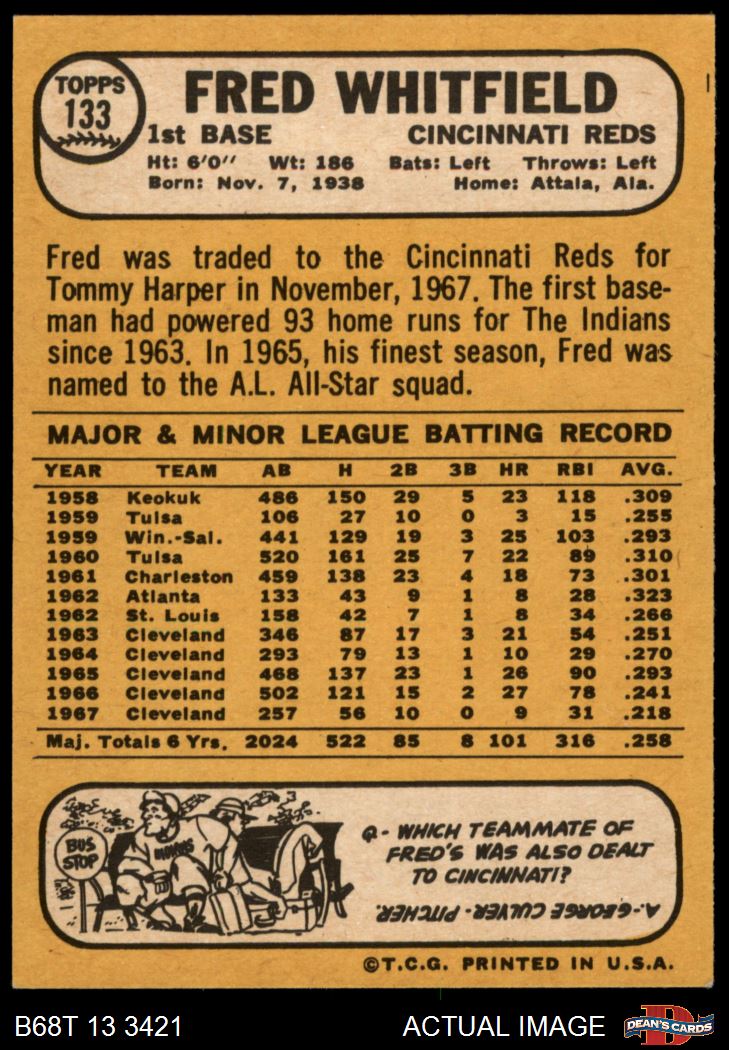 TOPPS
133
FRED WHITFIELD
1st BASE CINCINNATI REDS
Ht: 6'0" Wt: 186 Bats: Left Throws: Left
Born: Nov. 7, 1938 Home: Attala, Ala.
Fred was traded to the Cincinnati Reds for
Tommy Harper in November, 1967. The first base-
man had powered 93 home runs for The Indians
since 1963. In 1965, his finest season, Fred was
named to the A.L. All-Star squad.
MAJOR & MINOR LEAGUE BATTING RECORD
YEAR TEAM AB H 2B 3B HR RBI AVG.
1958 Keokuk 486 150 29 5 23 118 .309
1959 Tulsa 106 27 10 0 3 15 .255
1959 Win.-Sal. 441 129 19 3 25 103 .293
1960 Tulsa 520 161 25 7 22 89 .310
1961 Charleston 459 138 23 4 18 73 .301
1962 Atlanta 133 43 9 1 8 28 .323
1962 St. Louis 158 42 7 1 8 34 .266
1963 Cleveland 346 87 17 3 21 54 .251
1964 Cleveland 293 79 13 1 10 29 .270
1965 Cleveland 468 137 23 1 26 90 .293
1966 Cleveland 502 121 15 2 27 78 .241
1967 Cleveland 257 56 10 0 9 31 .218
Maj. Totals 6 Yrs. 2024 522 85 8 101 316 .258
BUS
STOP
Q- WHICH TEAMMATE OF
FRED'S WAS ALSO DEALT
TO CINCINNATI?
A-GEORGE CULVER-PITCHER.
©T.C.G. PRINTED IN U.S.A.
B68T 13 3421 ACTUAL IMAGE
DEAN'S CARDS